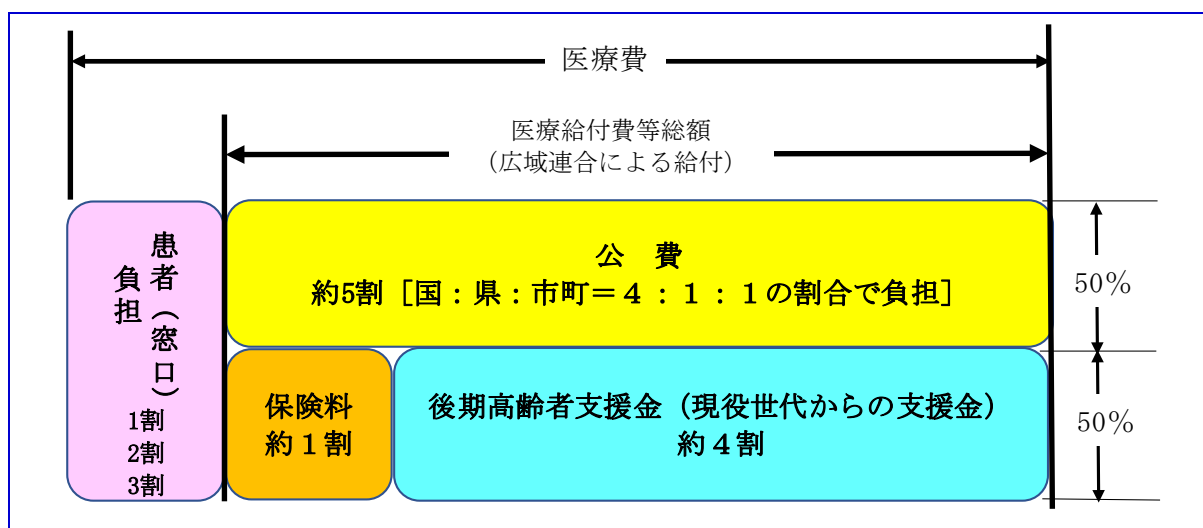 医療費
医療給付費等総額
（広域連合による給付）
患者（窓口）
負担
1割
2割
3割
公　費
約5割［国：県：市町＝４：１：１の割合で負担］
50%
保険料
約１割
後期高齢者支援金（現役世代からの支援金）
約４割
50%